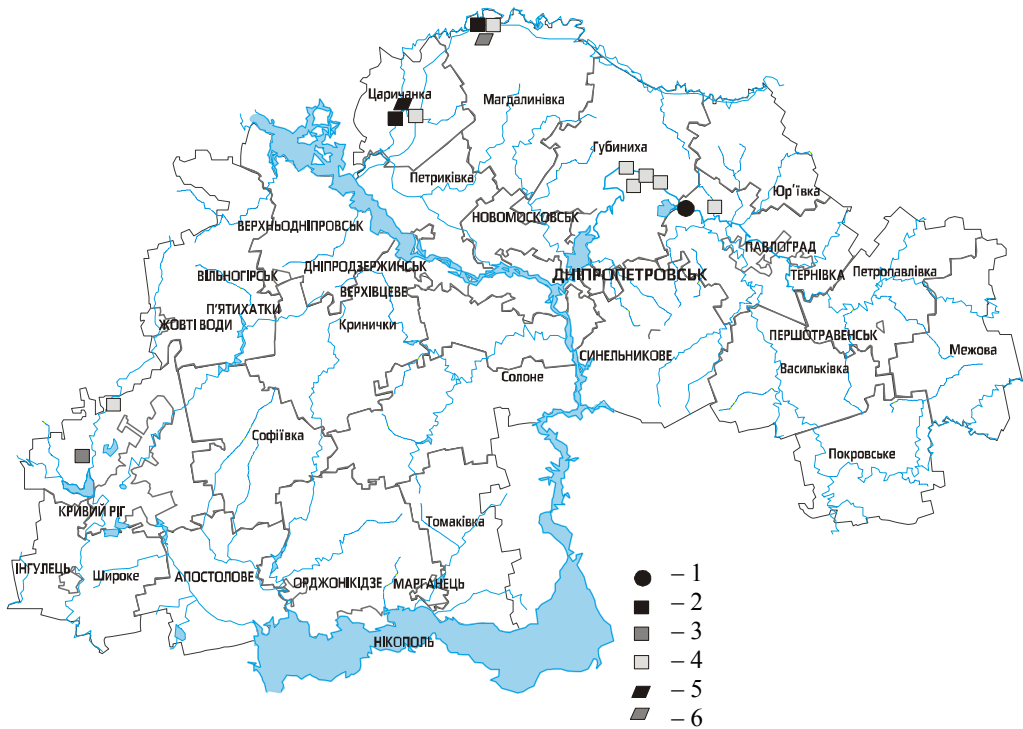 Царичанка
Магдалинівка
Губиниха
Петриківка
Юр'ївка
НОВОМОСКОВСЬК
ВЕРХНЬОДНІПРОВСЬК
ПАВЛОГРАД
ДНІПРОДЗЕРЖИНСЬК
ДНІПРОПЕТРОВСЬК
ТЕРНІВКА
Петропавлівка
ВІЛЬНОГІРСЬК
ВЕРХІВЦЕВЕ
П'ЯТИХАТКИ
ЖОВТІ ВОДИ
Кринички
ПЕРШОТРАВЕНСЬК
Межова
СИНЕЛЬНИКОВЕ
Васильківка
Солоне
Софіївка
Покровське
КРИВИЙ РІГ
Томаківка
ІНГУЛЕЦЬ
Широке
АПОСТОЛОВЕ
ОРДЖОНІКІДЗЕ
МАРГАНЕЦЬ
НІКОПОЛЬ
– 1
– 2
– 3
– 4
– 5
– 6